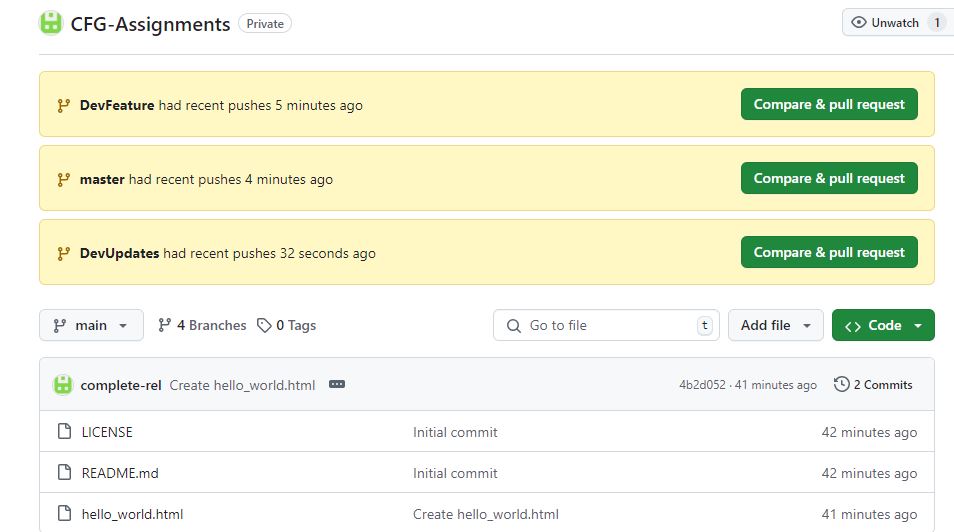 CFG-Assignments Private Unwatch 1
DevFeature had recent pushes 5 minutes ago Compare & pull request
master had recent pushes 4 minutes ago Compare & pull request
DevUpdates had recent pushes 32 seconds ago Compare & pull request
main 4 Branches 0 Tags Go to file t Add file Code
complete-rel Create hello_world.html 4b2d052 · 41 minutes ago 2 Commits
LICENSE Initial commit 42 minutes ago
README.md Initial commit 42 minutes ago
hello_world.html Create hello_world.html 41 minutes ago